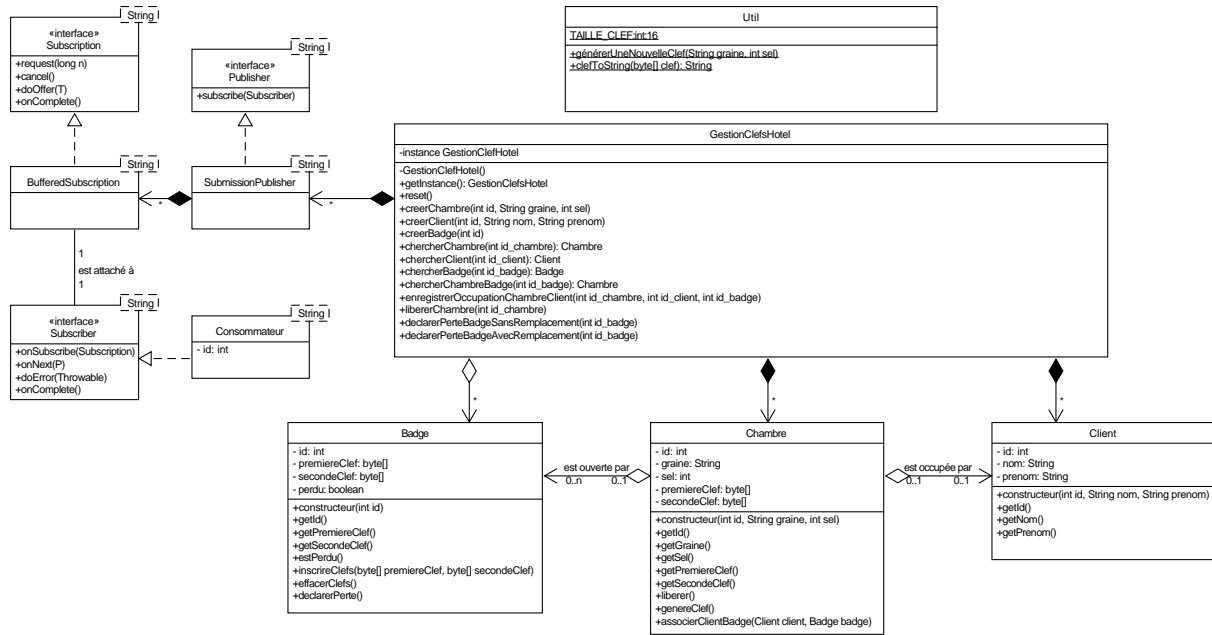 String
«interface»
Subscription
+request(long n)
+cancel()
+doOffer(T)
+onComplete()
String
«interface»
Publisher
+subscribe(Subscriber)
Util
TAILLE_CLEF:int:16
+générerUneNouvelleClef(String graine, int sel)
+clefToString(byte[] clef): String
String
BufferedSubscription
*
String
SubmissionPublisher
*
GestionClefsHotel
-instance GestionClefHotel
-GestionClefHotel()
+getInstance(): GestionClefsHotel
+reset()
+creerChambre(int id, String graine, int sel)
+creerClient(int id, String nom, String prenom)
+creerBadge(int id)
+chercherChambre(int id_chambre): Chambre
+chercherClient(int id_client): Client
+chercherBadge(int id_badge): Badge
+chercherChambreBadge(int id_badge): Chambre
+enregistrerOccupationChambreClient(int id_chambre, int id_client, int id_badge)
+libererChambre(int id_chambre)
+declarerPerteBadgeSansRemplacement(int id_badge)
+declarerPerteBadgeAvecRemplacement(int id_badge)
1
est attaché à
1
String
«interface»
Subscriber
+onSubscribe(Subscription)
+onNext(P)
+doError(Throwable)
+onComplete()
String
Consommateur
- id: int
*
*
*
Badge
- id: int
- premiereClef: byte[]
- secondeClef: byte[]
- perdu: boolean
+constructeur(int id)
+getId()
+getPremiereClef()
+getSecondeClef()
+estPerdu()
+inscrireClefs(byte[] premiereClef, byte[] secondeClef)
+effacerClefs()
+declarerPerte()
est ouverte par
0..n 0..1
Chambre
- id: int
- graine: String
- sel: int
- premiereClef: byte[]
- secondeClef: byte[]
+constructeur(int id, String graine, int sel)
+getId()
+getGraine()
+getSel()
+getPremiereClef()
+getSecondeClef()
+liberer()
+genereClef()
+associerClientBadge(Client client, Badge badge)
est occupée par
0..1 0..1
Client
- id: int
- nom: String
- prenom: String
+constructeur(int id, String nom, String prenom)
+getId()
+getNom()
+getPrenom()